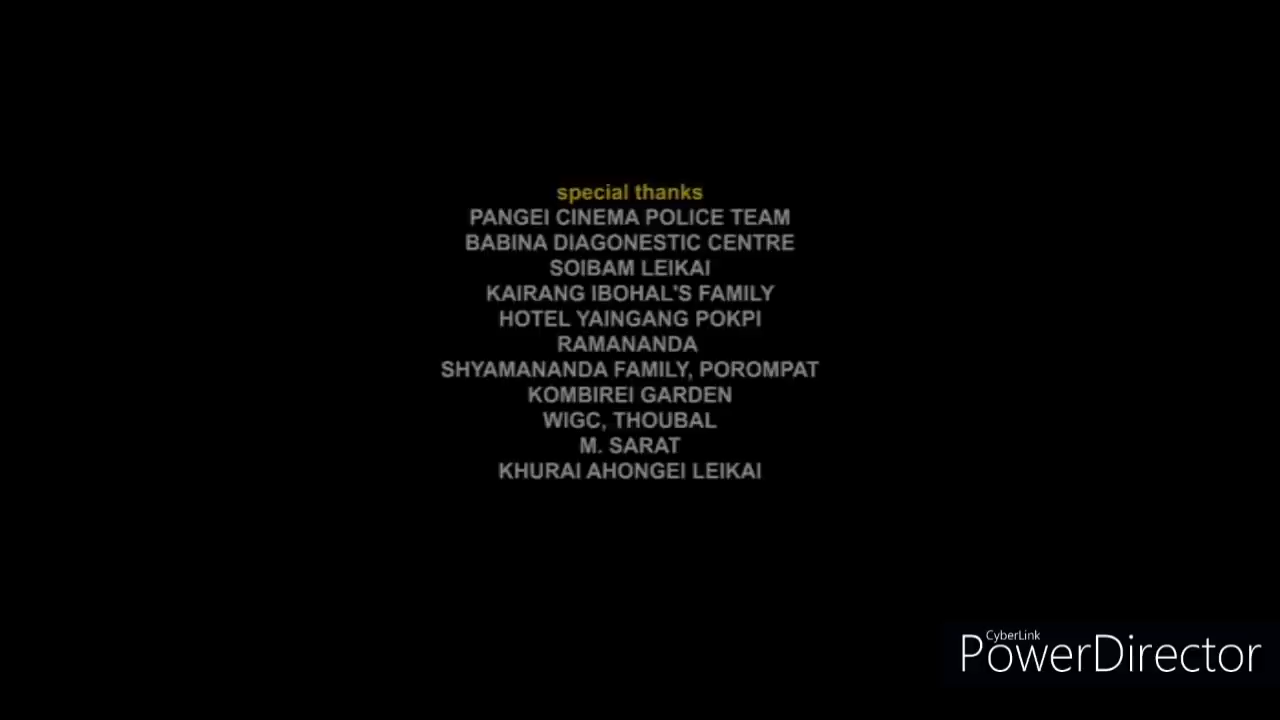 special thanks
PANGEI CINEMA POLICE TEAM
BABINA DIAGONESTIC CENTRE
SOIBAM LEIKAI
KAIRANG IBOHAL'S FAMILY
HOTEL YAINGANG POKPI
RAMANANDA
SHYAMANANDA FAMILY, POROMPAT
KOMBIREI GARDEN
WIGC, THOUBAL
M. SARAT
KHURAI AHONGEI LEIKAI
CyberLink
PowerDirector